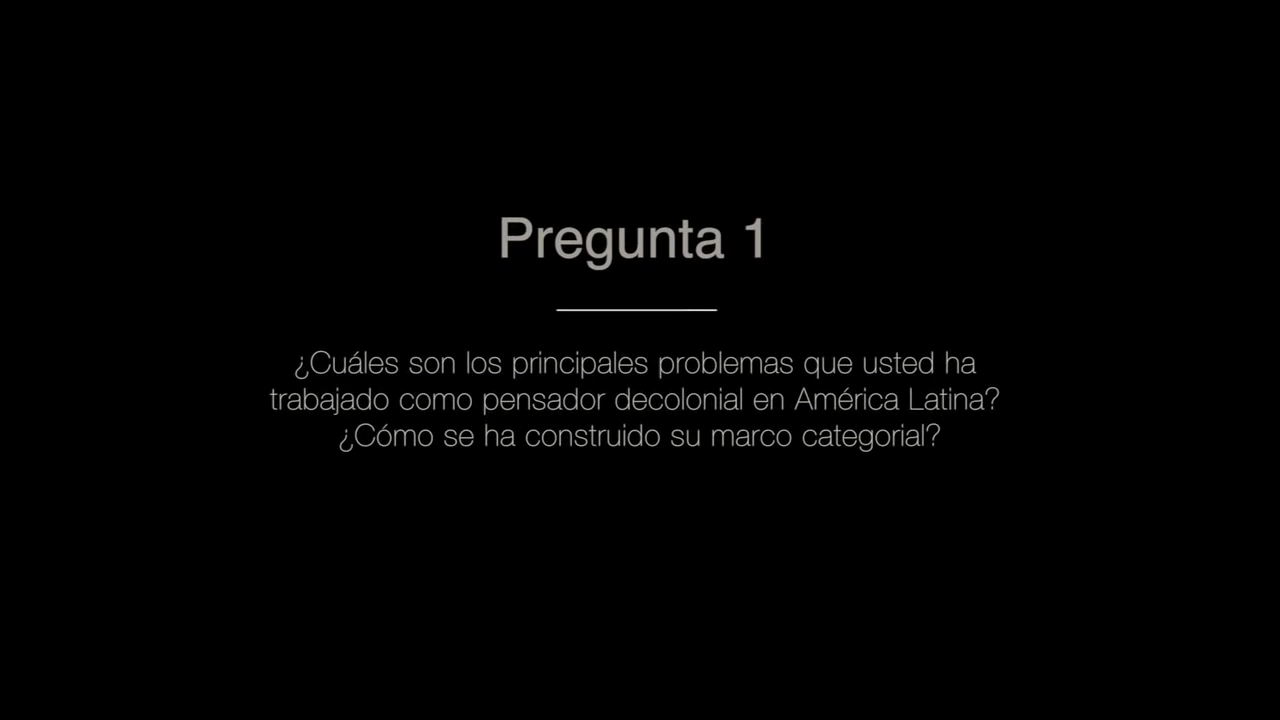 Pregunta 1
¿Cuáles son los principales problemas que usted ha
trabajado como pensador decolonial en América Latina?
¿Cómo se ha construido su marco categorial?